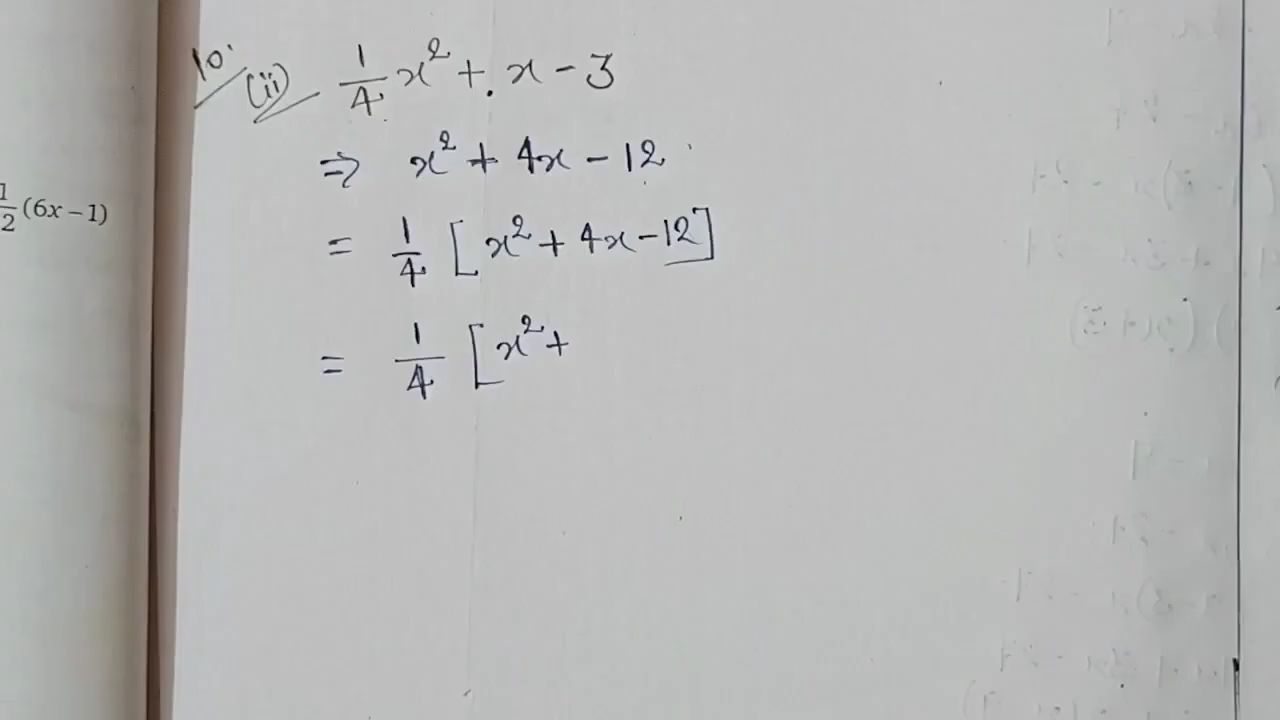 10.
(ii) 1/4 x² + x - 3
⇒ x² + 4x - 12
= 1/4 [x² + 4x - 12]
= 1/4 [x² +
1/2 (6x - 1)